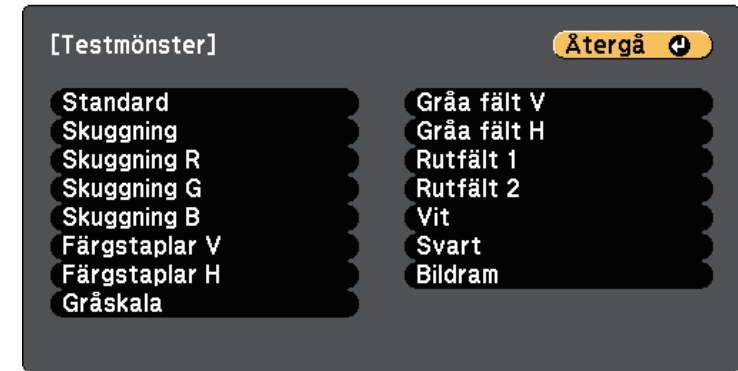 [Testmönster]
Återgå
Standard
Skuggning
Skuggning R
Skuggning G
Skuggning B
Färgstaplar V
Färgstaplar H
Gråskala
Gråa fält V
Gråa fält H
Rutfält 1
Rutfält 2
Vit
Svart
Bildram